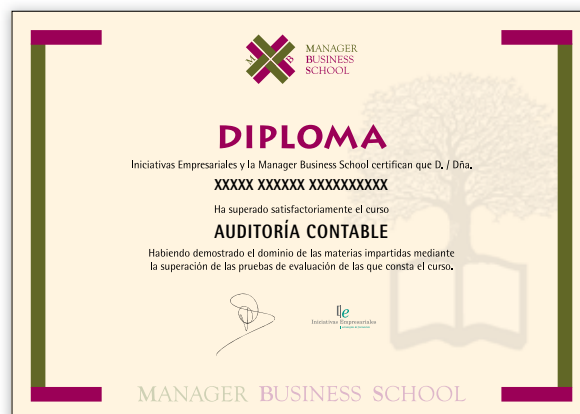 M B
MANAGER
BUSINESS
SCHOOL
DIPLOMA
Iniciativas Empresariales y la Manager Business School certifican que D. / Dña.
XXXXX XXXXXX XXXXXXXXXX
Ha superado satisfactoriamente el curso
AUDITORÍA CONTABLE
Habiendo demostrado el dominio de las materias impartidas mediante
la superación de las pruebas de evaluación de las que consta el curso.
Iniciativas Empresariales
MANAGER BUSINESS SCHOOL